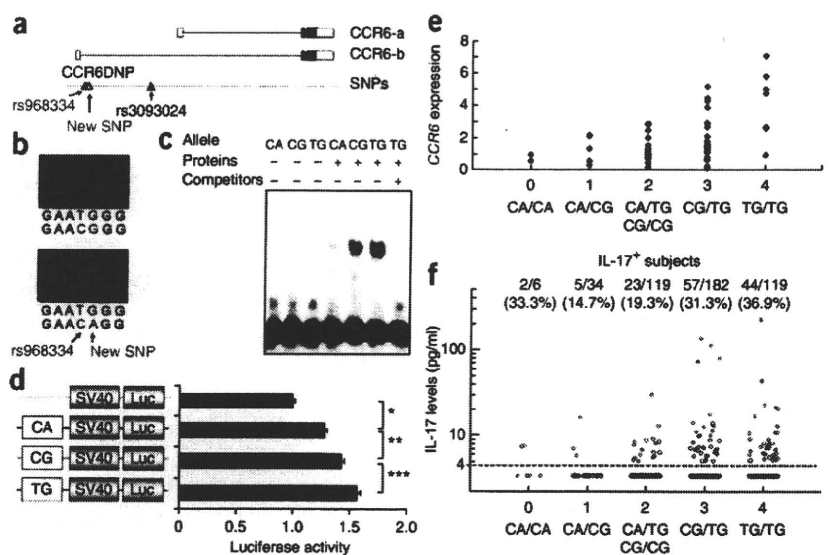 a
CCR6-a
CCR6-b
CCR6DNP
SNPs
rs968334
rs3093024
New SNP
b
GAATGGG
GAACGGG
GAATGGG
GAACAGG
rs968334
New SNP
c
Allele CA CG TG CA CG TG TG
Proteins – – – + + + +
Competitors – – – – – – +
d
SV40 Luc
CA SV40 Luc
CG SV40 Luc
TG SV40 Luc
*
**
***
0 0.5 1.0 1.5 2.0
Luciferase activity
e
CCR6 expression
8
6
4
2
0
0 1 2 3 4
CA/CA CA/CG CA/TG CG/TG TG/TG
CG/CG
f
IL-17+ subjects
2/6 5/34 23/119 57/182 44/119
(33.3%) (14.7%) (19.3%) (31.3%) (36.9%)
IL-17 levels (pg/ml)
100
10
4
0 1 2 3 4
CA/CA CA/CG CA/TG CG/TG TG/TG
CG/CG